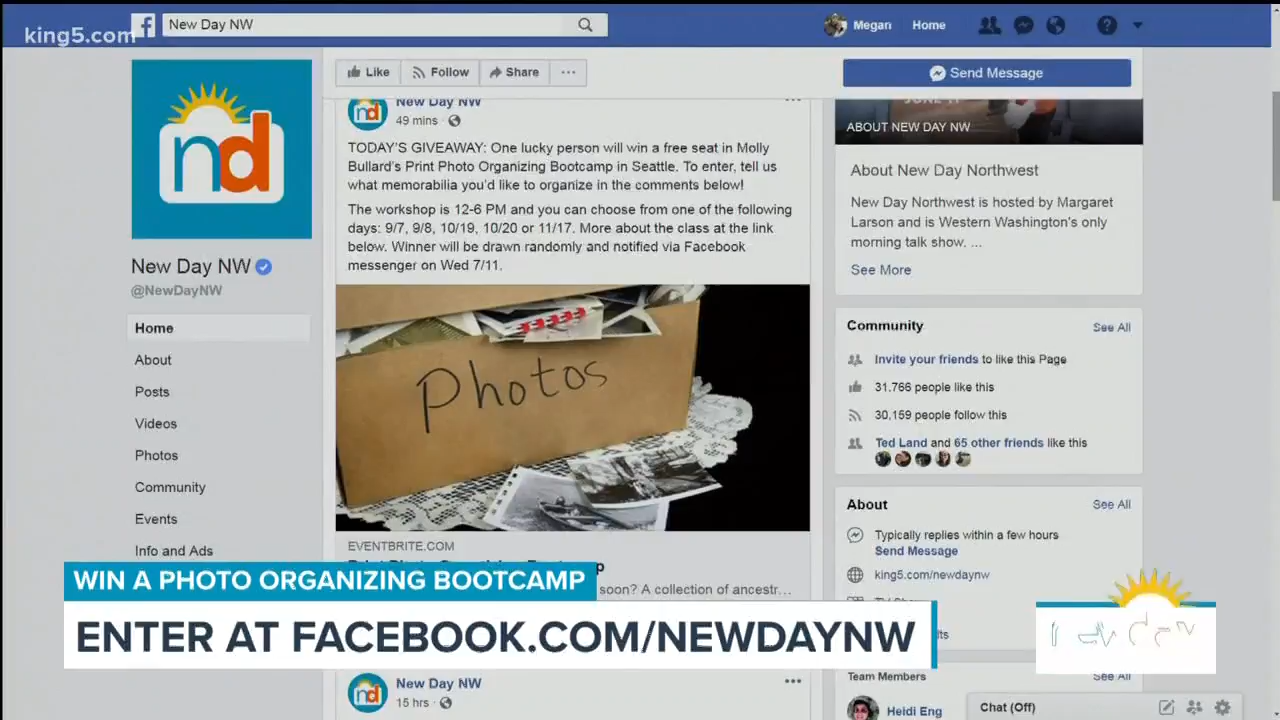 king5.com
New Day NW
Megan
Home
Like
Follow
Share
Send Message
nd
New Day NW
@NewDayNW
Home
About
Posts
Videos
Photos
Community
Events
Info and Ads
nd
New Day NW
49 mins
TODAY'S GIVEAWAY: One lucky person will win a free seat in Molly
Bullard's Print Photo Organizing Bootcamp in Seattle. To enter, tell us
what memorabilia you'd like to organize in the comments below!
The workshop is 12-6 PM and you can choose from one of the following
days: 9/7, 9/8, 10/19, 10/20 or 11/17. More about the class at the link
below. Winner will be drawn randomly and notified via Facebook
messenger on Wed 7/11.
Photos
EVENTBRITE.COM
soon? A collection of ancestr...
nd
New Day NW
15 hrs
ABOUT NEW DAY NW
About New Day Northwest
New Day Northwest is hosted by Margaret
Larson and is Western Washington's only
morning talk show. ...
See More
Community
See All
Invite your friends to like this Page
31,766 people like this
30,159 people follow this
Ted Land and 65 other friends like this
About
See All
Typically replies within a few hours
Send Message
king5.com/newdaynw
Team Members
See All
Heidi Eng
Chat (Off)
WIN A PHOTO ORGANIZING BOOTCAMP
ENTER AT FACEBOOK.COM/NEWDAYNW